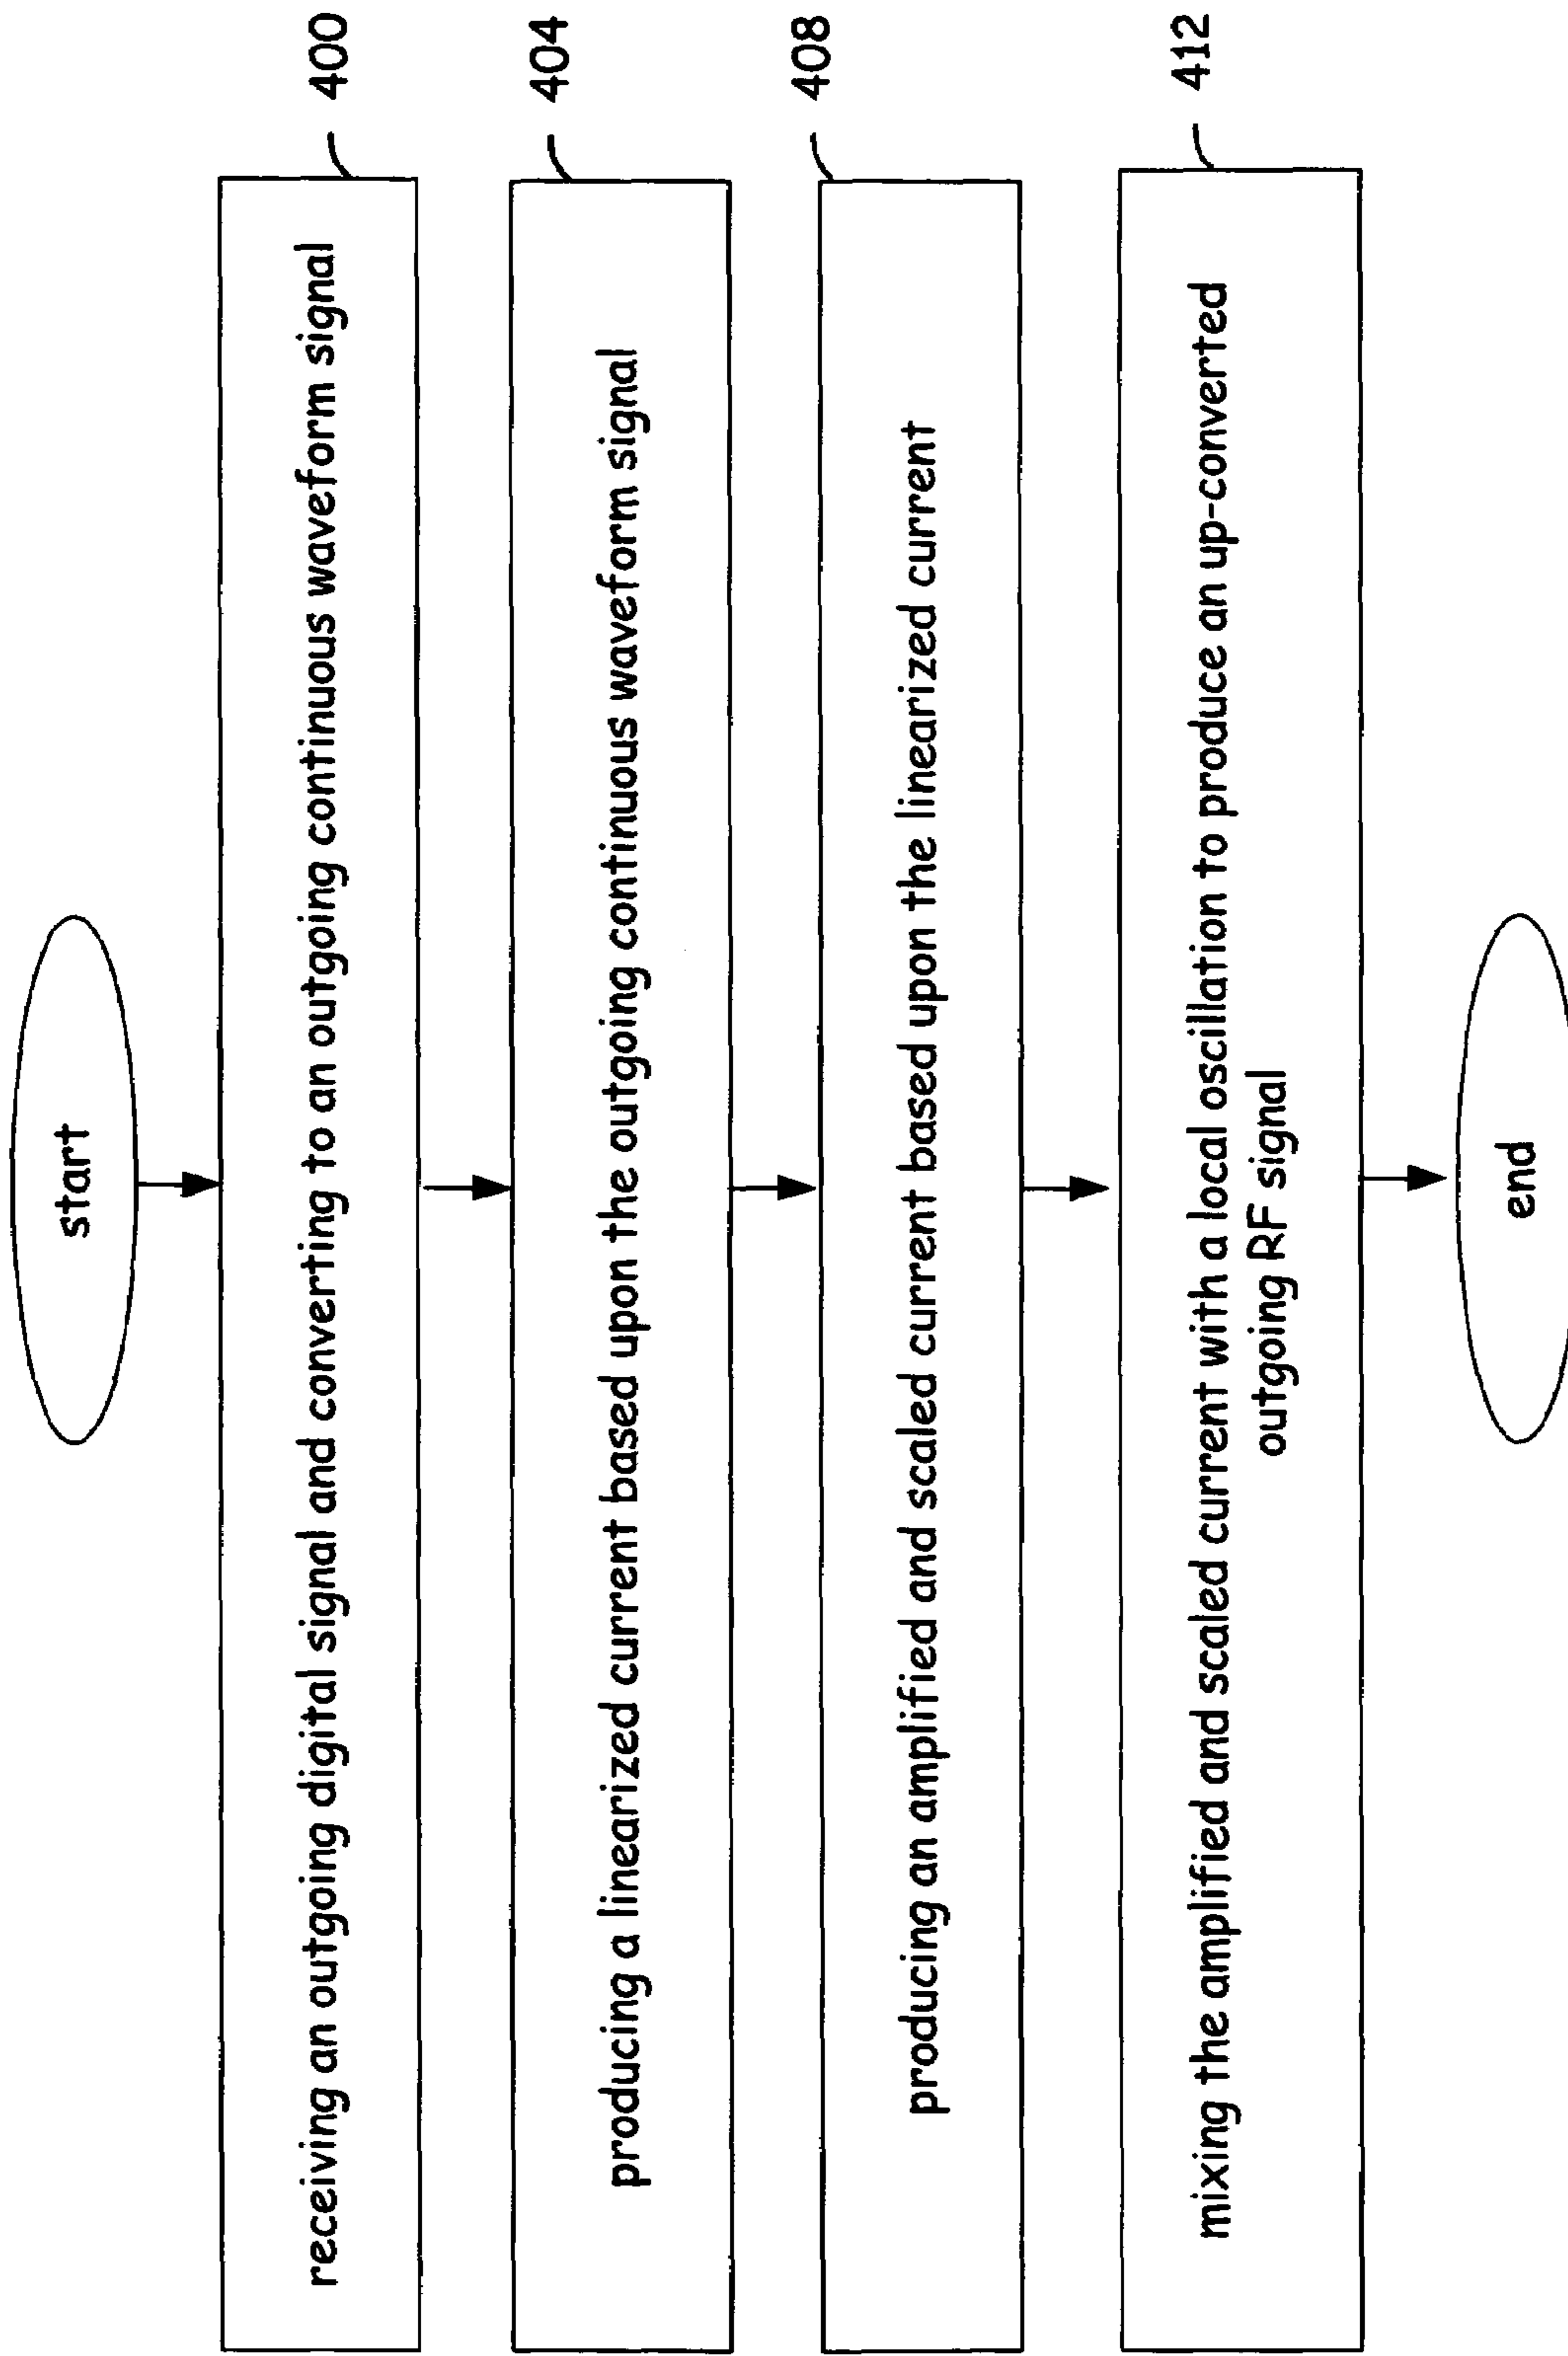 start
receiving an outgoing digital signal and converting to an outgoing continuous waveform signal
400
producing a linearized current based upon the outgoing continuous waveform signal
404
producing an amplified and scaled current based upon the linearized current
408
mixing the amplified and scaled current with a local oscillation to produce an up-converted
outgoing RF signal
412
end